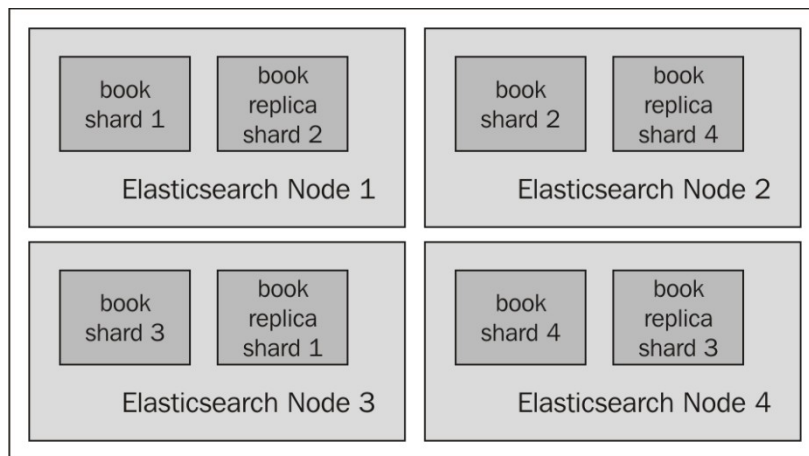 book
shard 1
book
replica
shard 2
Elasticsearch Node 1
book
shard 2
book
replica
shard 4
Elasticsearch Node 2
book
shard 3
book
replica
shard 1
Elasticsearch Node 3
book
shard 4
book
replica
shard 3
Elasticsearch Node 4